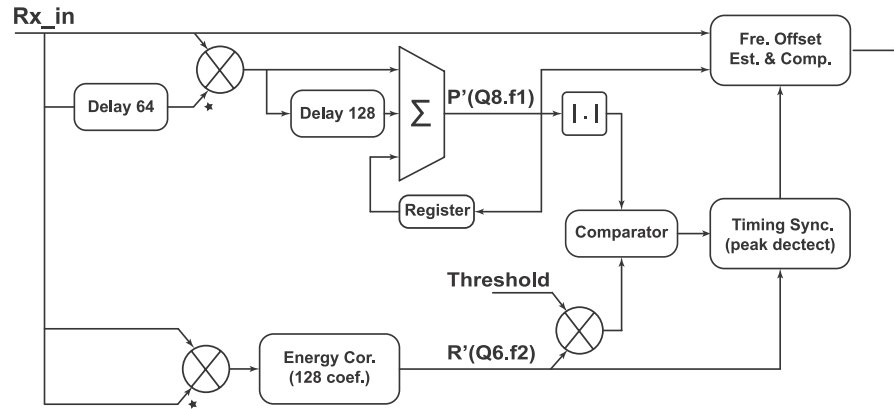 Rx_in
Fre. Offset
Est. & Comp.
Delay 64
Delay 128
Σ
P'(Q8.f1)
|.|
Register
Comparator
Timing Sync.
(peak dectect)
Threshold
Energy Cor.
(128 coef.)
R'(Q6.f2)